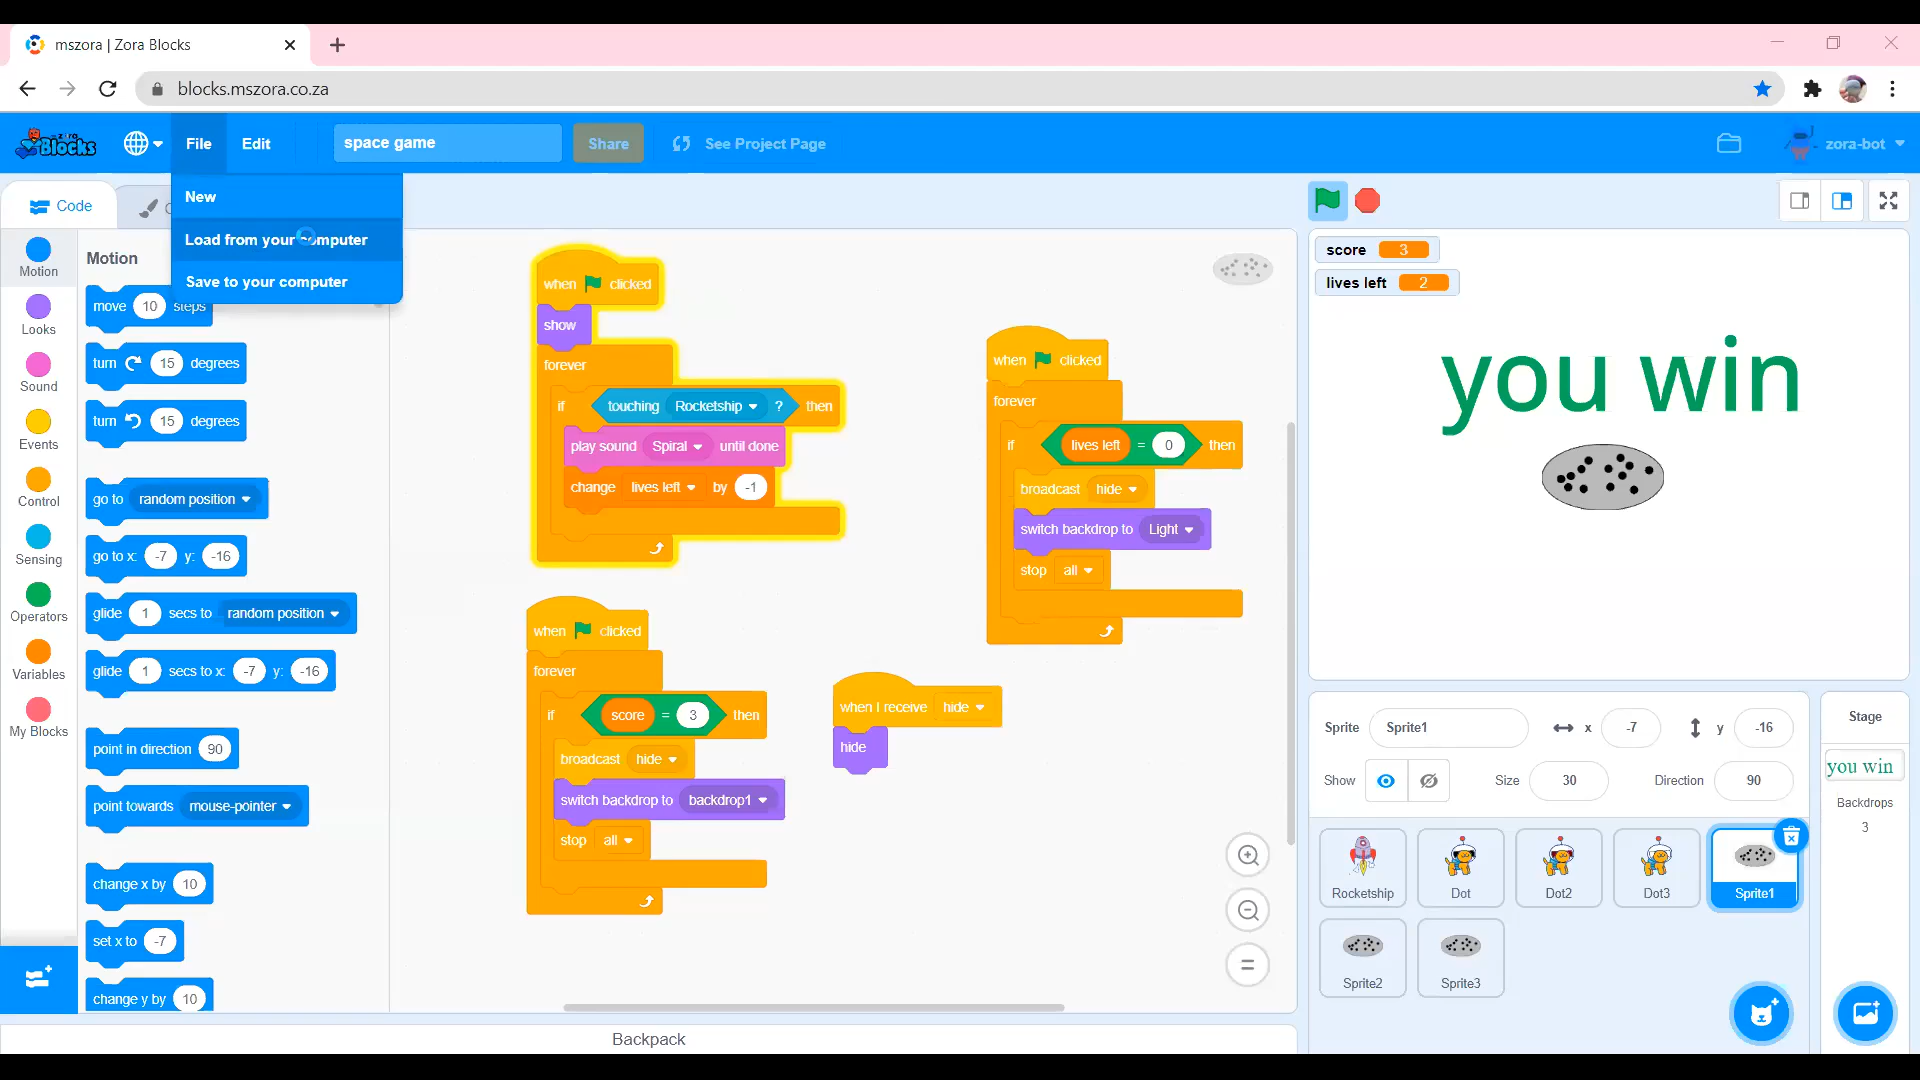 mszora | Zora Blocks
blocks.mszora.co.za
Blocks
File
Edit
space game
Share
See Project Page
zora-bot
New
Load from your computer
Save to your computer
Code
Motion
Looks
Sound
Events
Control
Sensing
Operators
Variables
My Blocks
Motion
move 10 steps
turn 15 degrees
turn 15 degrees
go to random position
go to x: -7 y: -16
glide 1 secs to random position
glide 1 secs to x: -7 y: -16
point in direction 90
point towards mouse-pointer
change x by 10
set x to -7
change y by 10
when clicked
show
forever
if touching Rocketship ? then
play sound Spiral until done
change lives left by -1
when clicked
forever
if score = 3 then
broadcast hide
switch backdrop to backdrop1
stop all
when I receive hide
hide
when clicked
forever
if lives left = 0 then
broadcast hide
switch backdrop to Light
stop all
Backpack
score 3
lives left 2
you win
Sprite Sprite1 x -7 y -16
Show Size 30 Direction 90
Rocketship
Dot
Dot2
Dot3
Sprite1
Sprite2
Sprite3
Stage
you win
Backdrops
3